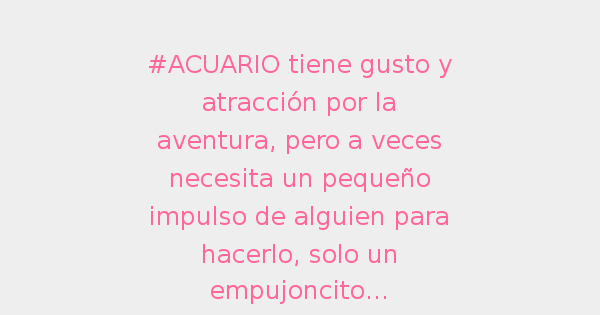 #ACUARIO tiene gusto y
atracción por la
aventura, pero a veces
necesita un pequeño
impulso de alguien para
hacerlo, solo un
empujoncito...